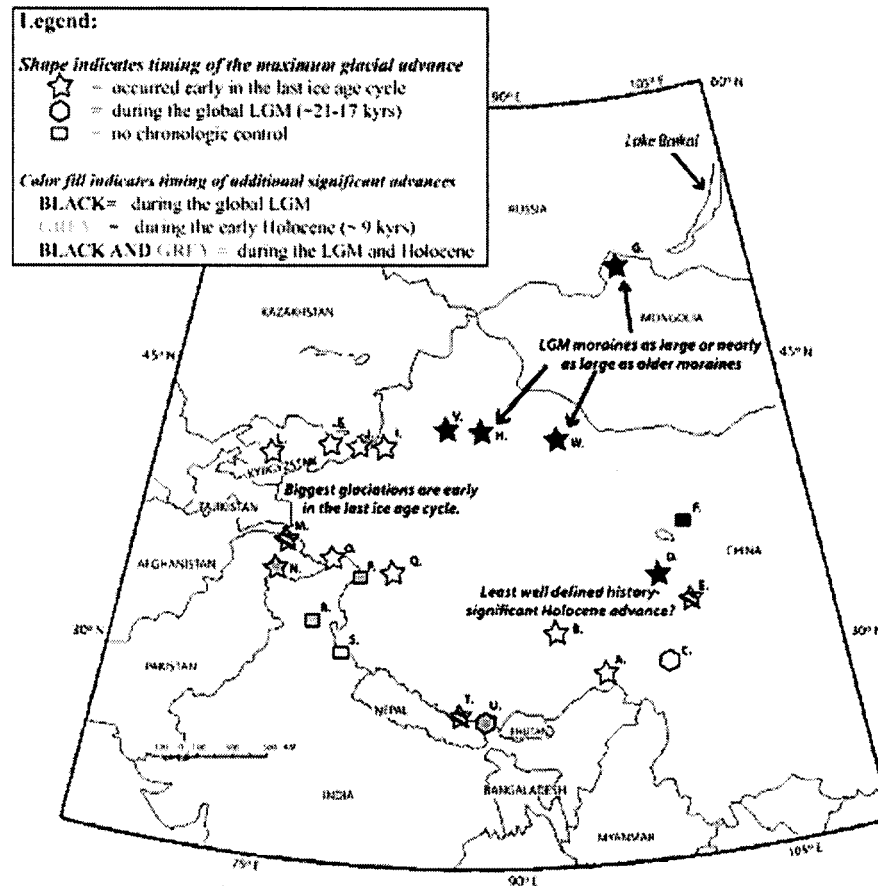 Legend:
Shape indicates timing of the maximum glacial advance
= occurred early in the last ice age cycle
= during the global LGM (~21-17 kyrs)
= no chronologic control
Color fill indicates timing of additional significant advances
BLACK= during the global LGM
GREY = during the early Holocene (~ 9 kyrs)
BLACK AND GREY = during the LGM and Holocene
90°E
105°E
60°N
Lake Baikal
RUSSIA
G.
KAZAKHSTAN
MONGOLIA
LGM moraines as large or nearly
as large as older moraines
45°N
45°N
V.
H.
W.
K.
L.
J.
I.
KYRGYZSTAN
Biggest glaciations are early
in the last ice age cycle.
TAJIKISTAN
M.
F.
AFGHANISTAN
N.
O.
P.
Q.
D.
CHINA
E.
Least well defined history-
significant Holocene advance?
R.
B.
30°N
30°N
S.
C.
A.
PAKISTAN
NEPAL
T.
U.
BHUTAN
INDIA
BANGLADESH
MYANMAR
75°E
90°E
105°E